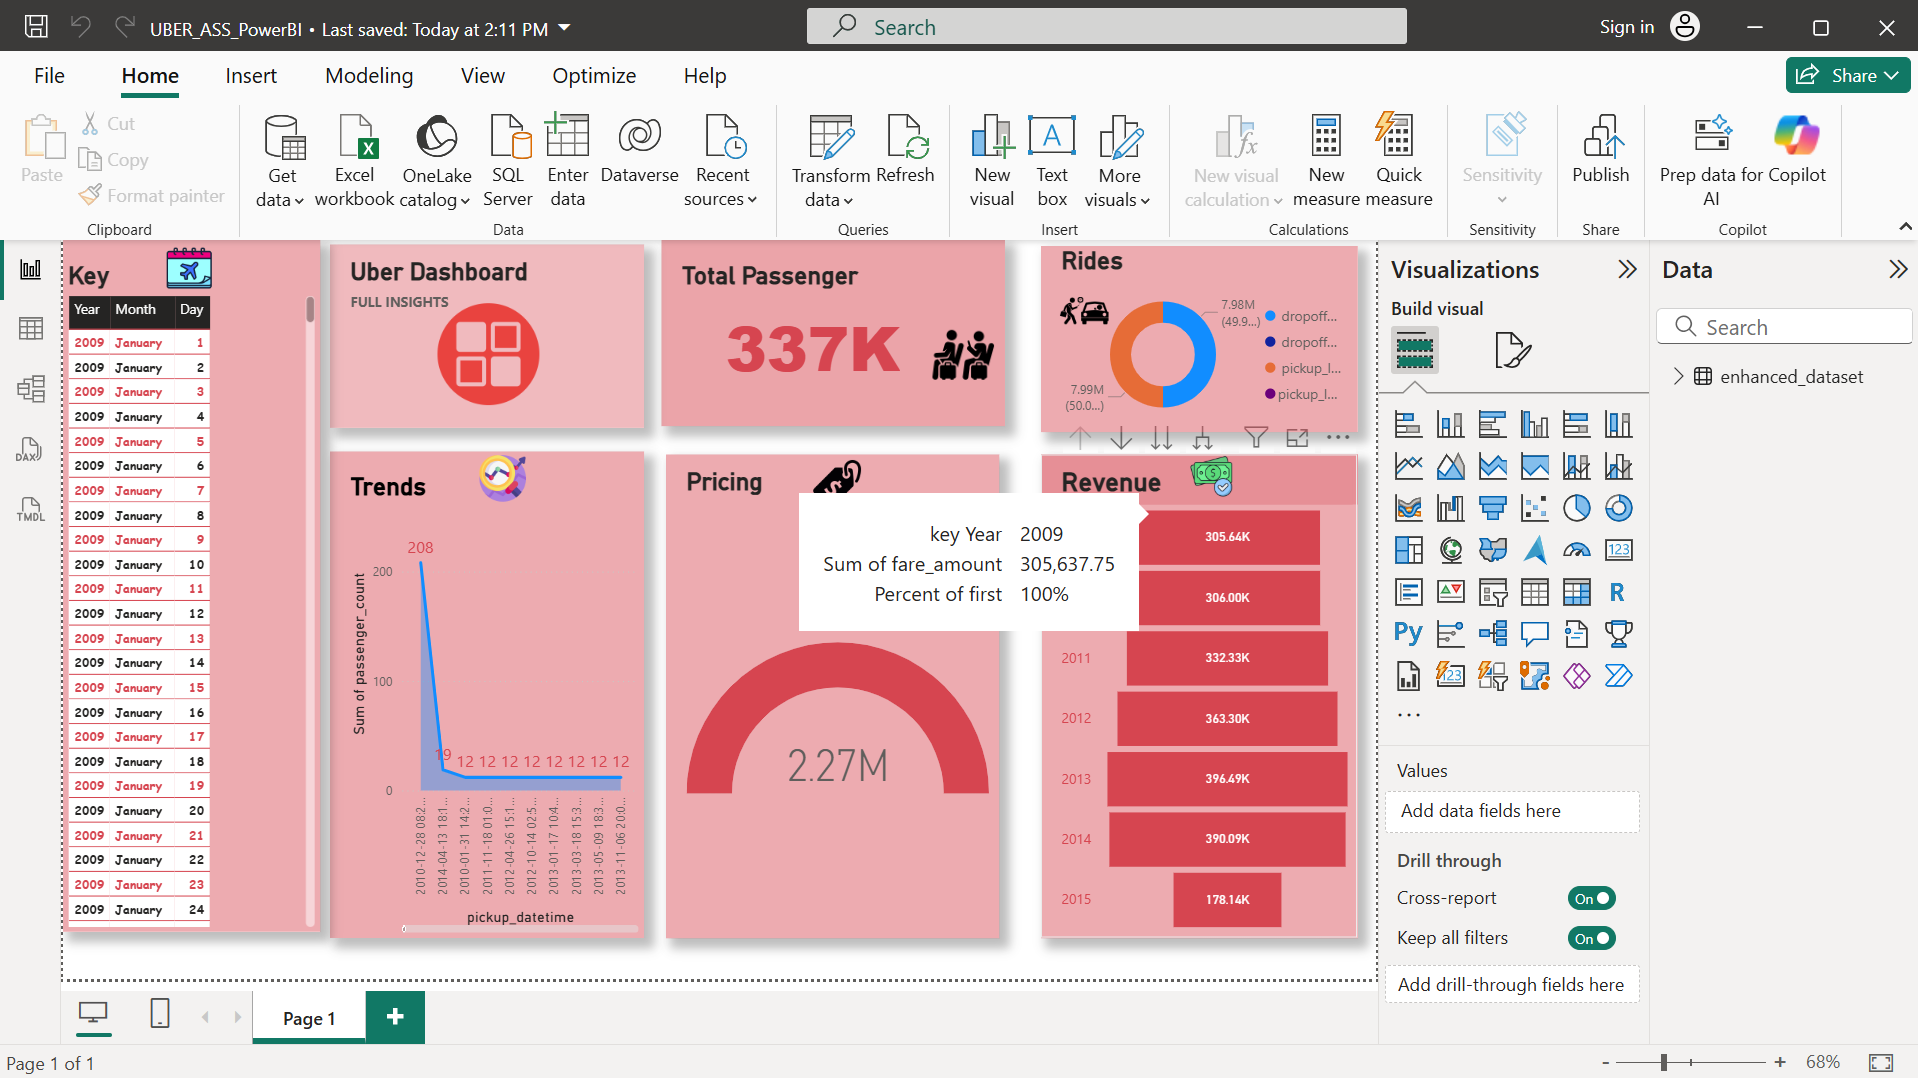 UBER_ASS_PowerBI • Last saved: Today at 2:11 PM
Search
Sign in
File
Home
Insert
Modeling
View
Optimize
Help
Share
Paste
Cut
Copy
Format painter
Clipboard
Get data
Excel workbook
OneLake catalog
SQL Server
Enter data
Dataverse
Recent sources
Data
Transform data
Refresh
Queries
New visual
Text box
More visuals
Insert
New visual calculation
New measure
Quick measure
Calculations
Sensitivity
Sensitivity
Publish
Share
Prep data for AI
Copilot
Copilot
DAX
TMDL
Key
Year Month Day
2009 January 1
2009 January 2
2009 January 3
2009 January 4
2009 January 5
2009 January 6
2009 January 7
2009 January 8
2009 January 9
2009 January 10
2009 January 11
2009 January 12
2009 January 13
2009 January 14
2009 January 15
2009 January 16
2009 January 17
2009 January 18
2009 January 19
2009 January 20
2009 January 21
2009 January 22
2009 January 23
2009 January 24
Uber Dashboard
FULL INSIGHTS
Total Passenger
337K
Rides
7.98M
(49.9...)
7.99M
(50.0...)
dropoff...
dropoff...
pickup_l...
pickup_l...
Trends
208
19
12 12 12 12 12 12 12 12
Sum of passenger_count
200
100
0
2010-12-28 08:2...
2014-04-13 18:1...
2010-01-31 14:2...
2011-11-18 01:0...
2012-04-26 15:1...
2012-10-14 02:5...
2013-01-17 10:4...
2013-03-18 15:3...
2013-05-09 18:3...
2013-11-06 20:0...
pickup_datetime
Pricing
2.27M
key Year 2009
Sum of fare_amount 305,637.75
Percent of first 100%
Revenue
305.64K
306.00K
2011 332.33K
2012 363.30K
2013 396.49K
2014 390.09K
2015 178.14K
Visualizations
Build visual
123
R
Py
123
...
Values
Add data fields here
Drill through
Cross-report On
Keep all filters On
Add drill-through fields here
Data
Search
enhanced_dataset
Page 1
+
Page 1 of 1
- + 68%